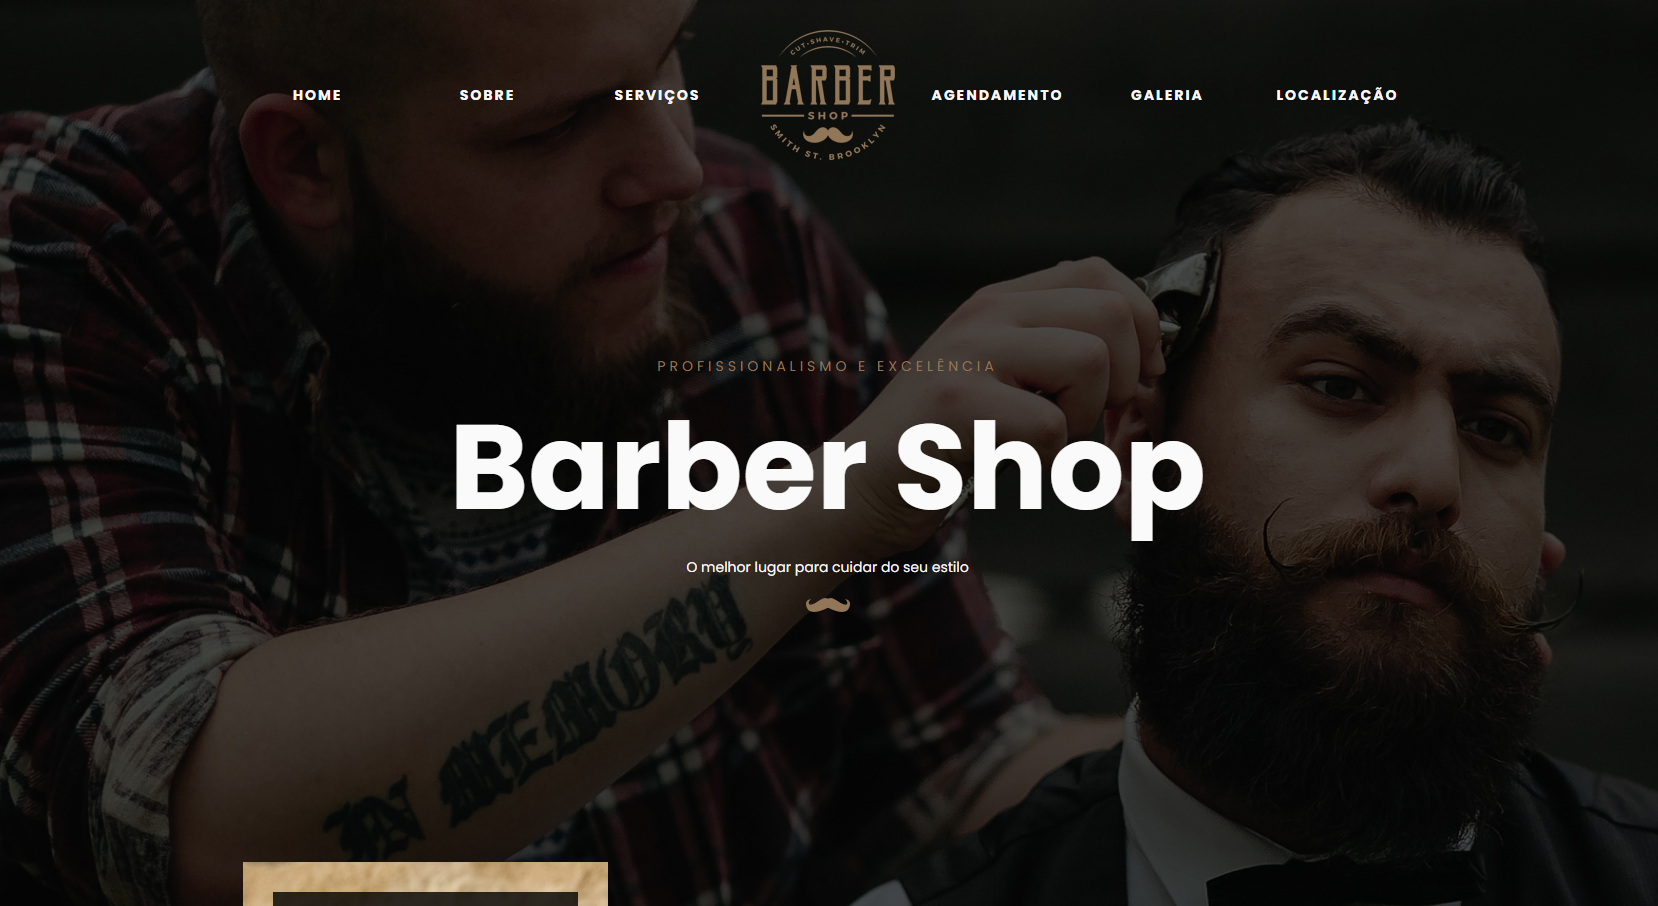 CUT•SHAVE•TRIM
BARBER
SHOP
SMITH ST. BROOKLYN
HOME
SOBRE
SERVIÇOS
AGENDAMENTO
GALERIA
LOCALIZAÇÃO
PROFISSIONALISMO E EXCELÊNCIA
Barber Shop
O melhor lugar para cuidar do seu estilo
IN MEMORY